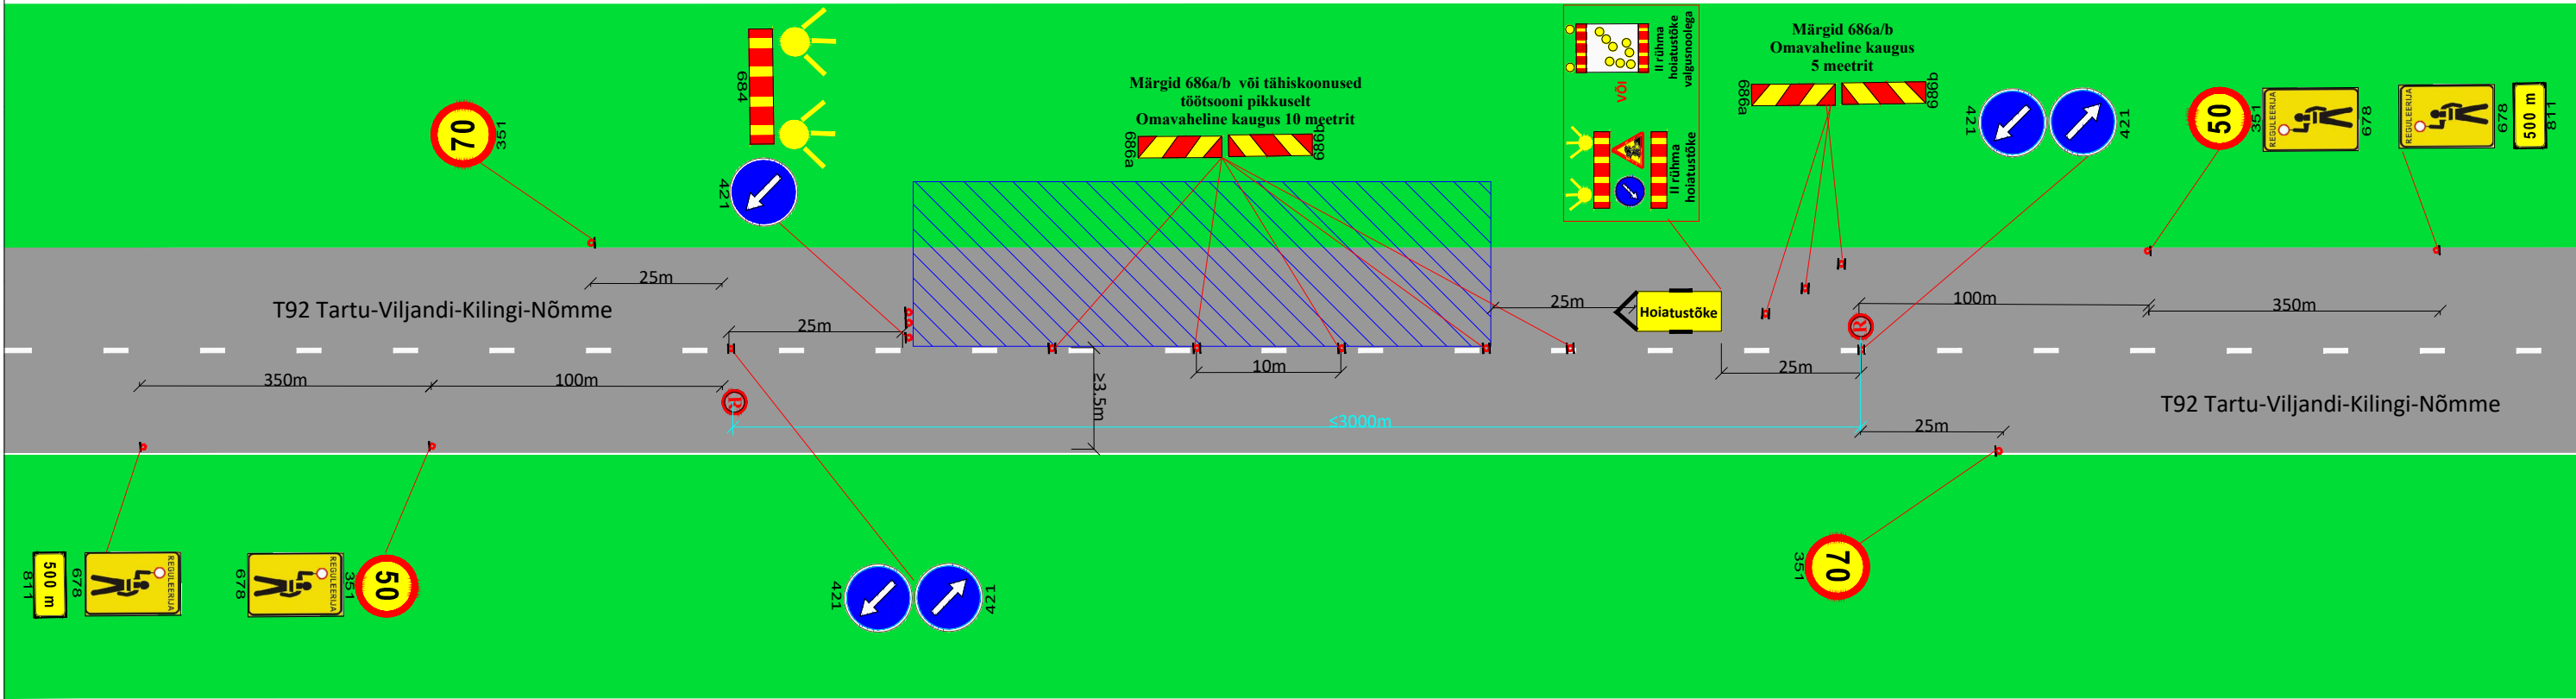 70
351
684
421
Märgid 686a/b või tähiskoonused
töötsooni pikkuselt
Omavaheline kaugus 10 meetrit
686a
686b
II rühma
hoiatustõke
valgusnoolega
VÕI
II rühma
hoiatustõke
Märgid 686a/b
Omavaheline kaugus
5 meetrit
686a
686b
421
421
50
351
REGULEERIJA
678
REGULEERIJA
678
500 m
811
25m
T92 Tartu-Viljandi-Kilingi-Nõmme
25m
25m
Hoiatustõke
100m
350m
R
350m
100m
10m
25m
≥3.5m
R
≤3000m
25m
T92 Tartu-Viljandi-Kilingi-Nõmme
500 m
811
678
REGULEERIJA
678
REGULEERIJA
351
50
421
421
351
70